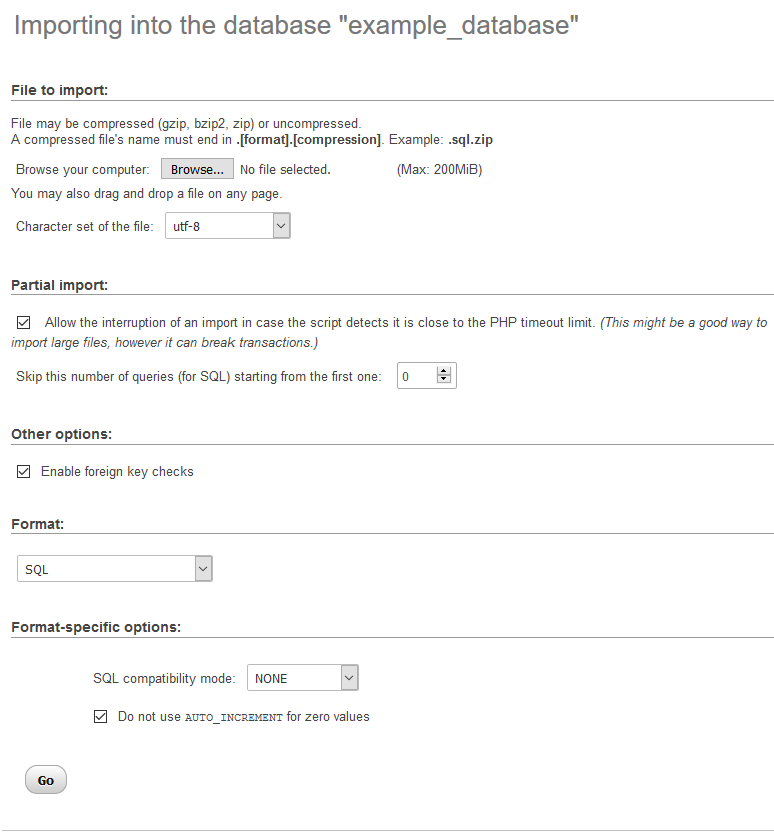 Importing into the database "example_database"
File to import:
File may be compressed (gzip, bzip2, zip) or uncompressed.
A compressed file's name must end in .[format].[compression]. Example: .sql.zip
Browse your computer: Browse... No file selected. (Max: 200MiB)
You may also drag and drop a file on any page.
Character set of the file: utf-8
Partial import:
Allow the interruption of an import in case the script detects it is close to the PHP timeout limit. (This might be a good way to
import large files, however it can break transactions.)
Skip this number of queries (for SQL) starting from the first one: 0
Other options:
Enable foreign key checks
Format:
SQL
Format-specific options:
SQL compatibility mode: NONE
Do not use AUTO_INCREMENT for zero values
Go